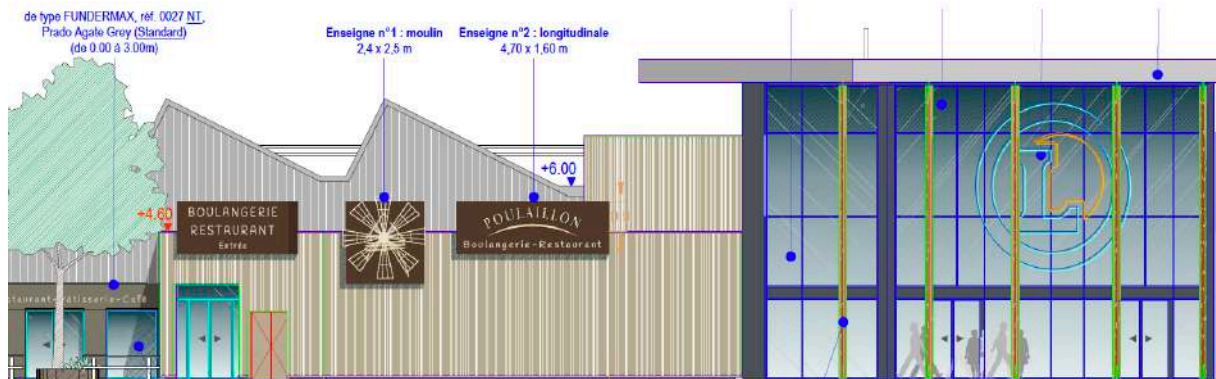 de type FUNDERMAX, réf. 0027 NT,
Prado Agate Grey (Standard)
(de 0.00 à 3.00m)
Enseigne n°1 : moulin
2,4 x 2,5 m
Enseigne n°2 : longitudinale
4,70 x 1,60 m
+6.00
+4.60
BOULANGERIE
RESTAURANT
Entrée
POULAILLON
Boulangerie-Restaurant
staurant-Pâtisserie-Café
L